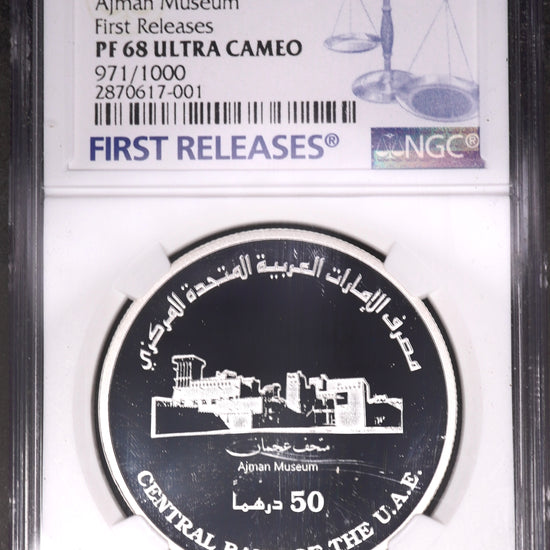 Ajman Museum
First Releases
PF 68 ULTRA CAMEO
971/1000
2870617-001
FIRST RELEASES®
NGC®
مصرف الإمارات العربية المتحدة المركزي
متحف عجمان
Ajman Museum
50 درهما
CENTRAL BANK OF THE U.A.E.